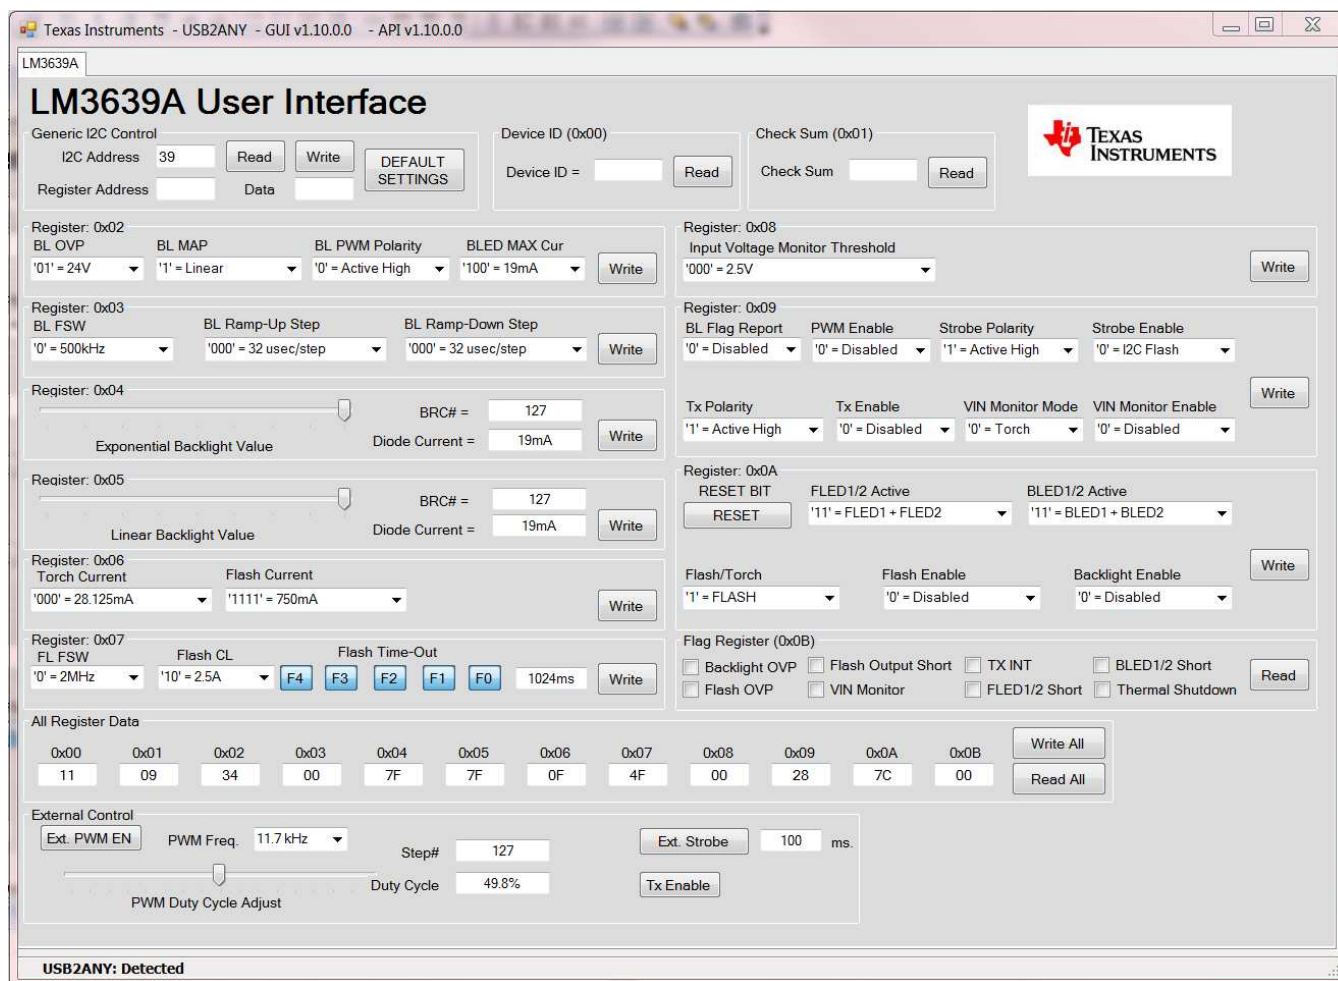 Texas Instruments - USB2ANY - GUI v1.10.0.0 - API v1.10.0.0
LM3639A
LM3639A User Interface
TEXAS
INSTRUMENTS
Generic I2C Control
I2C Address 39 Read Write
DEFAULT
SETTINGS
Register Address Data
Device ID (0x00)
Device ID = Read
Check Sum (0x01)
Check Sum Read
Register: 0x02
BL OVP BL MAP BL PWM Polarity BLED MAX Cur
'01' = 24V '1' = Linear '0' = Active High '100' = 19mA Write
Register: 0x03
BL FSW BL Ramp-Up Step BL Ramp-Down Step
'0' = 500kHz '000' = 32 usec/step '000' = 32 usec/step Write
Register: 0x04
BRC# = 127
Exponential Backlight Value Diode Current = 19mA Write
Register: 0x05
BRC# = 127
Linear Backlight Value Diode Current = 19mA Write
Register: 0x06
Torch Current Flash Current
'000' = 28.125mA '1111' = 750mA Write
Register: 0x07
FL FSW Flash CL Flash Time-Out
'0' = 2MHz '10' = 2.5A F4 F3 F2 F1 F0 1024ms Write
Register: 0x08
Input Voltage Monitor Threshold
'000' = 2.5V Write
Register: 0x09
BL Flag Report PWM Enable Strobe Polarity Strobe Enable
'0' = Disabled '0' = Disabled '1' = Active High '0' = I2C Flash
Write
Tx Polarity Tx Enable VIN Monitor Mode VIN Monitor Enable
'1' = Active High '0' = Disabled '0' = Torch '0' = Disabled
Register: 0x0A
RESET BIT FLED1/2 Active BLED1/2 Active
RESET '11' = FLED1 + FLED2 '11' = BLED1 + BLED2
Write
Flash/Torch Flash Enable Backlight Enable
'1' = FLASH '0' = Disabled '0' = Disabled
Flag Register (0x0B)
Backlight OVP Flash Output Short TX INT BLED1/2 Short
Flash OVP VIN Monitor FLED1/2 Short Thermal Shutdown
Read
All Register Data
0x00 0x01 0x02 0x03 0x04 0x05 0x06 0x07 0x08 0x09 0x0A 0x0B
11 09 34 00 7F 7F 0F 4F 00 28 7C 00
Write All
Read All
External Control
Ext. PWM EN PWM Freq. 11.7 kHz
Step# 127
Duty Cycle 49.8%
PWM Duty Cycle Adjust
Ext. Strobe 100 ms.
Tx Enable
USB2ANY: Detected